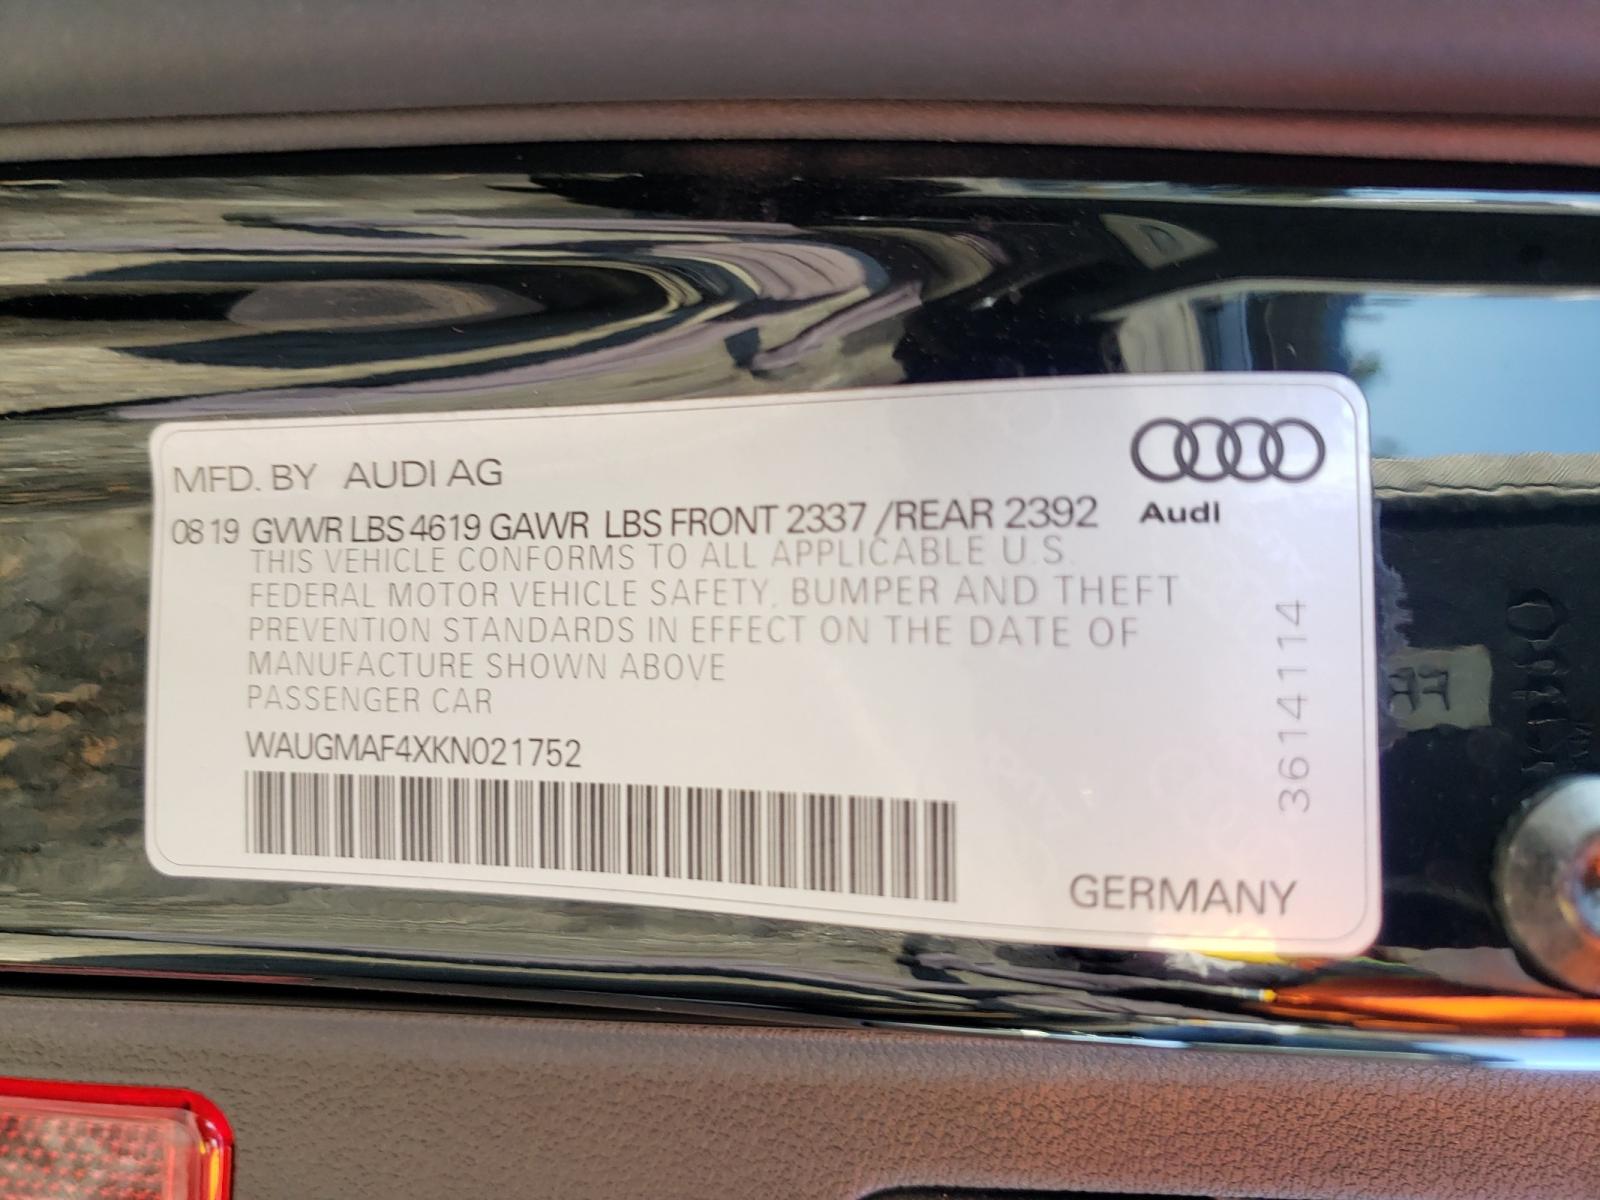 MFD. BY AUDI AG
08 19 GVWR LBS 4619 GAWR LBS FRONT 2337 /REAR 2392
Audi
THIS VEHICLE CONFORMS TO ALL APPLICABLE U.S.
FEDERAL MOTOR VEHICLE SAFETY, BUMPER AND THEFT
PREVENTION STANDARDS IN EFFECT ON THE DATE OF
MANUFACTURE SHOWN ABOVE
PASSENGER CAR
WAUGMAF4XKN021752
3614114
GERMANY